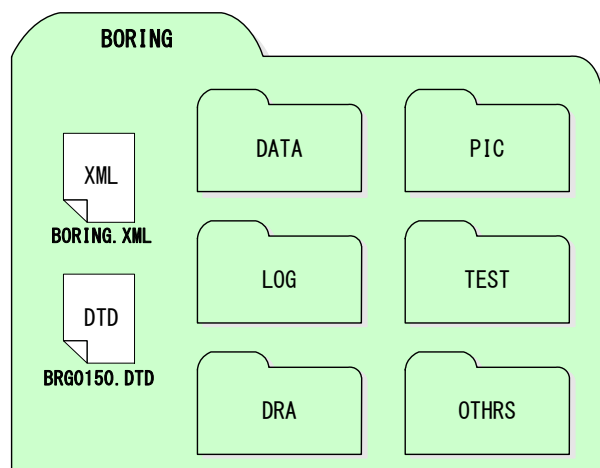 BORING
XML
BORING.XML
DTD
BRG0150.DTD
DATA
PIC
LOG
TEST
DRA
OTHRS